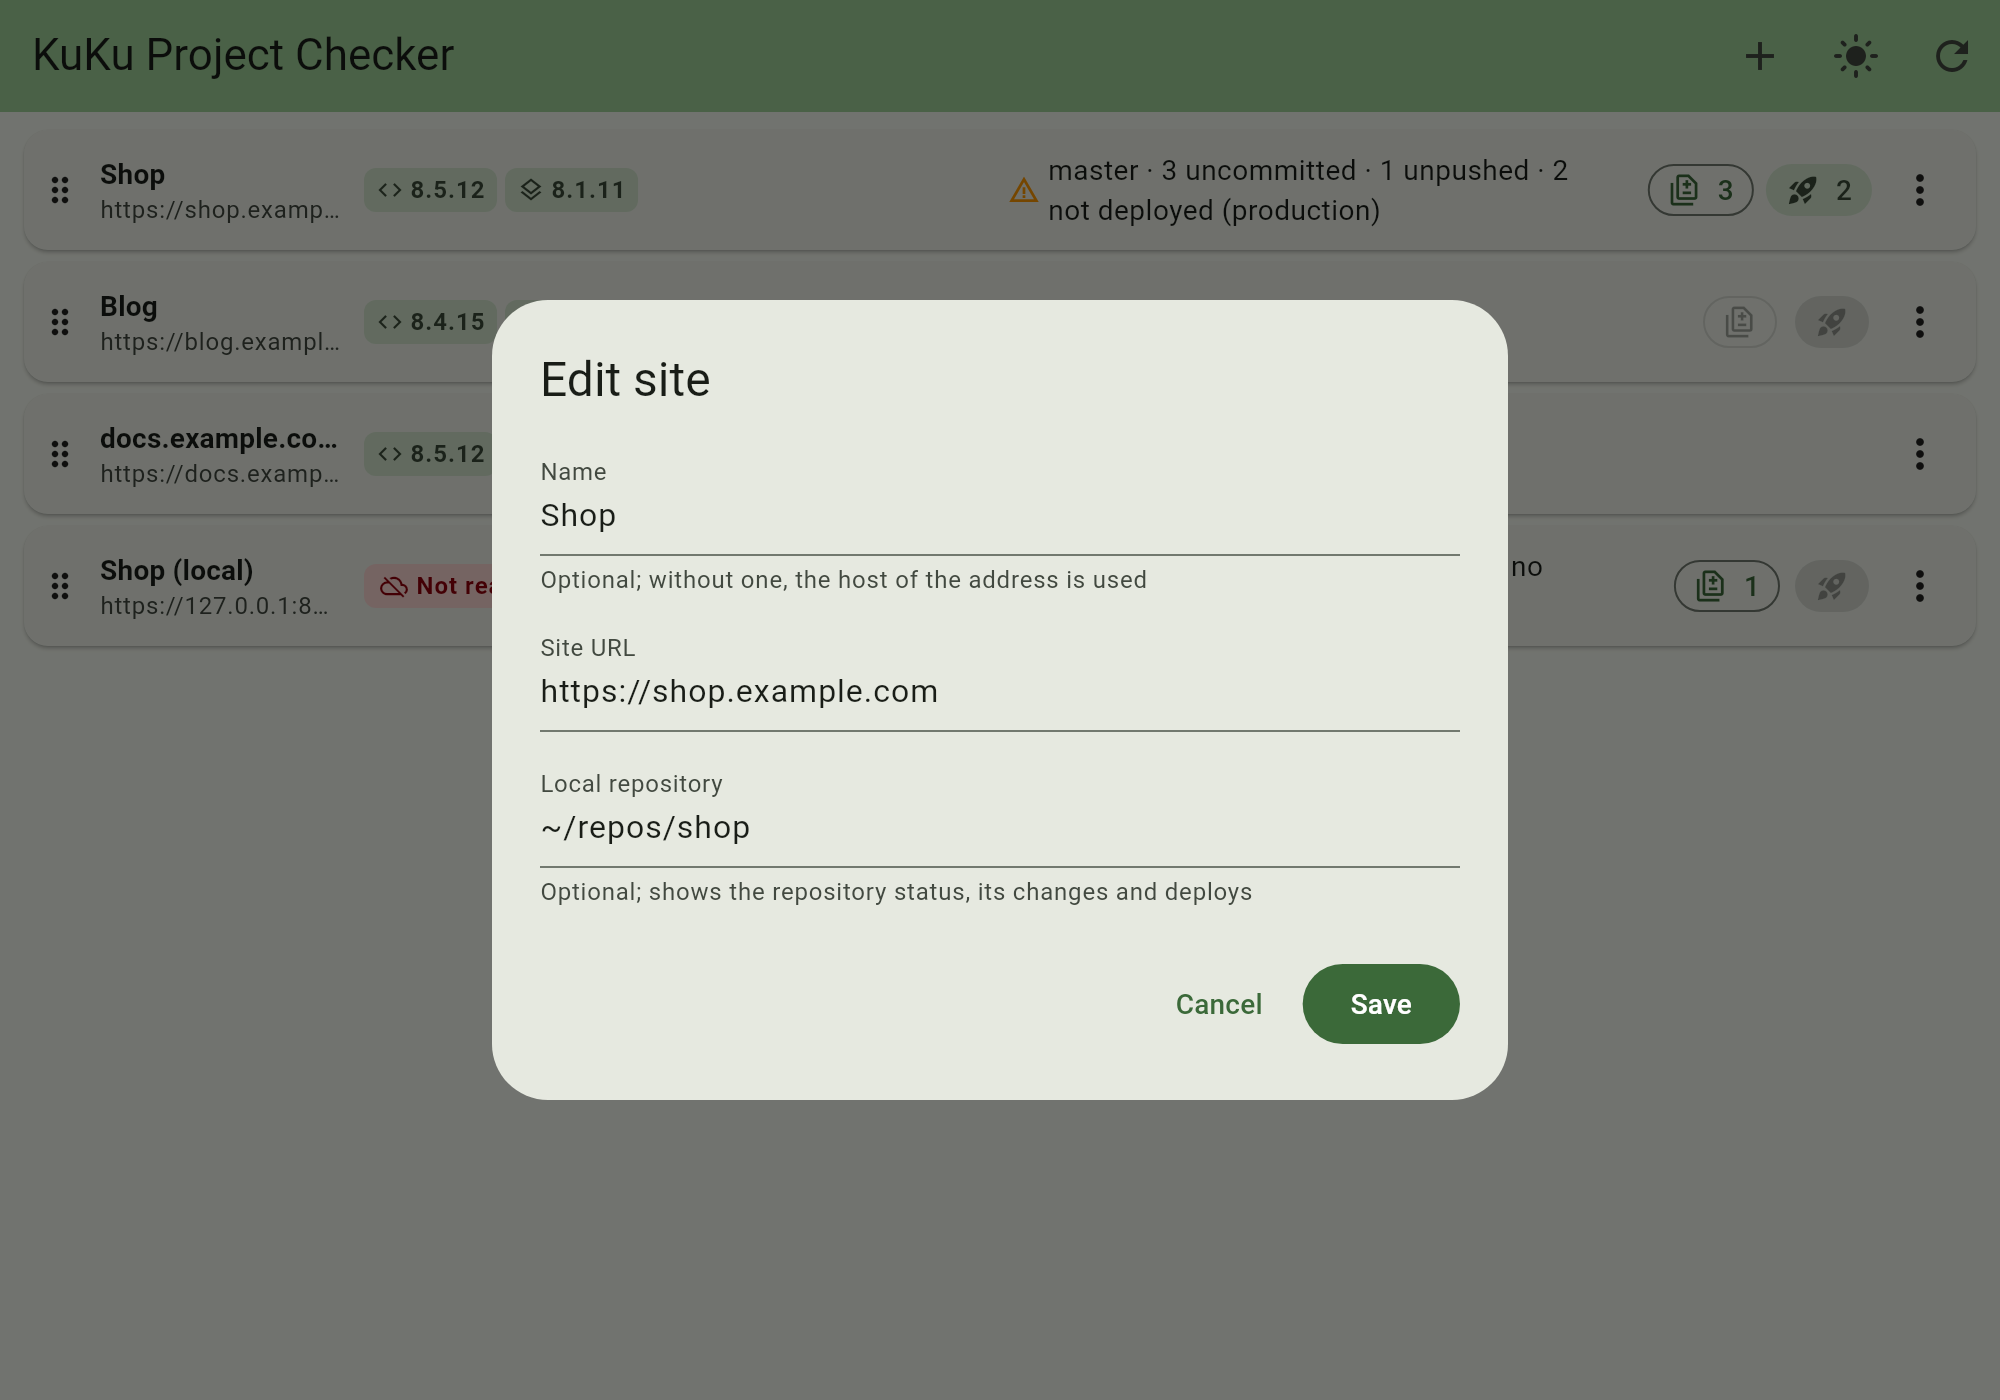 KuKu Project Checker
Shop
https://shop.examp…
8.5.12
8.1.11
master · 3 uncommitted · 1 unpushed · 2
not deployed (production)
3
2
Blog
https://blog.exampl…
8.4.15
docs.example.co…
https://docs.examp…
8.5.12
Shop (local)
https://127.0.0.1:8…
Not rea
no
1
Edit site
Name
Shop
Optional; without one, the host of the address is used
Site URL
https://shop.example.com
Local repository
~/repos/shop
Optional; shows the repository status, its changes and deploys
Cancel
Save